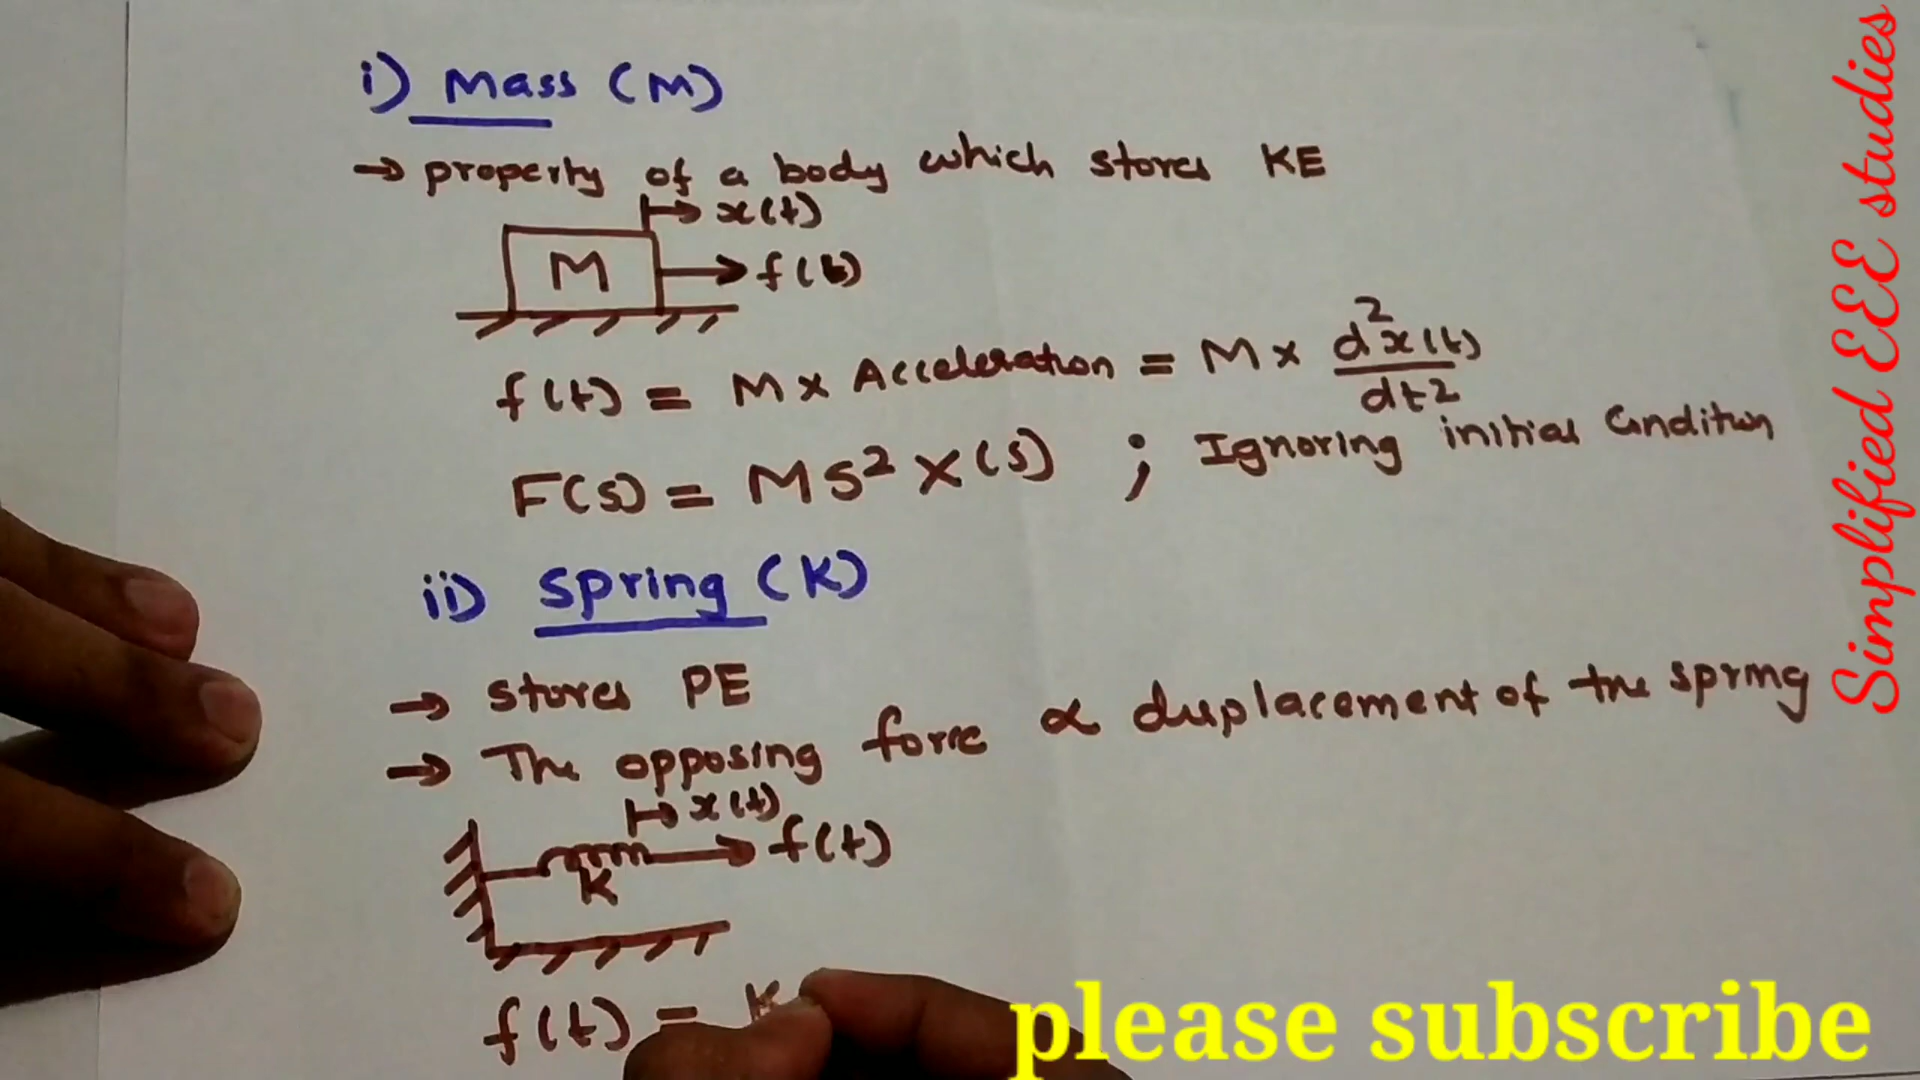 i) Mass (M)
→ property of a body which stores KE
x(t)
M
f(t)
f(t) = M × Acceleration = M × d²x(t)/dt²
F(s) = MS² X(s) ; Ignoring initial Condition
ii) Spring (K)
→ stores PE
→ The opposing force ∝ displacement of the spring
x(t)
f(t)
K
f(t) = K
please subscribe
Simplified EEE studies